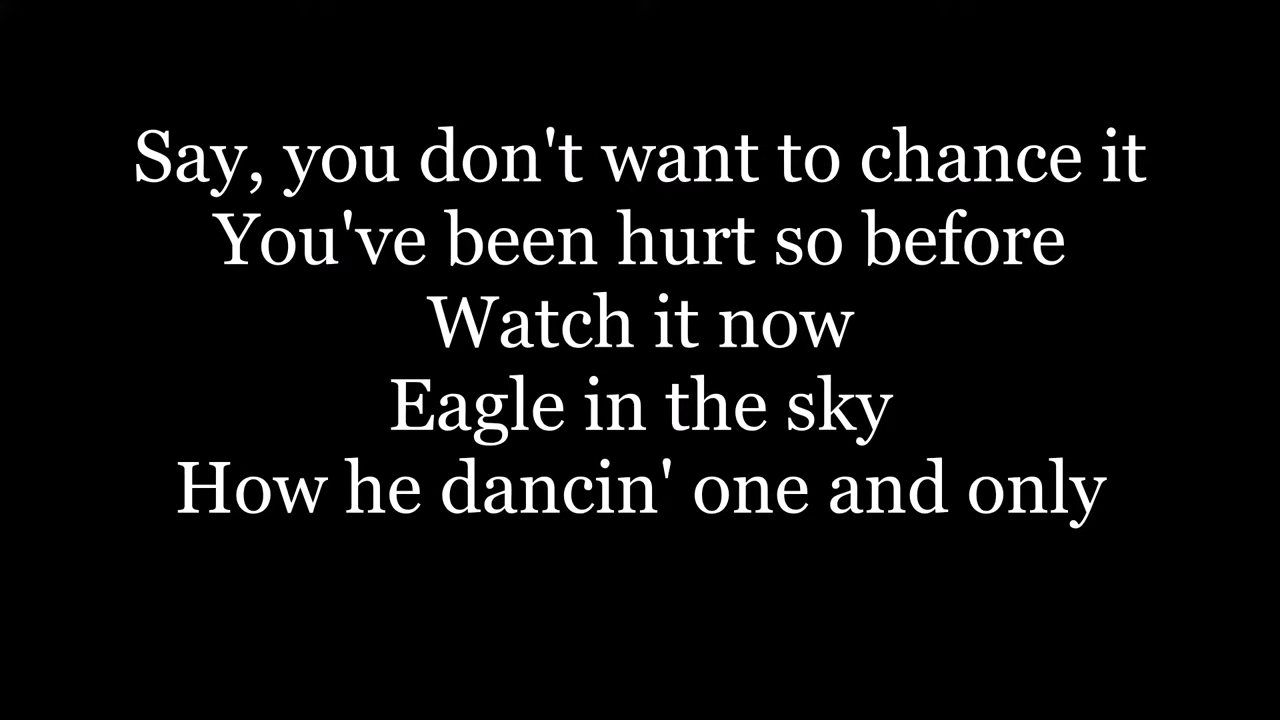 Say, you don't want to chance it
You've been hurt so before
Watch it now
Eagle in the sky
How he dancin' one and only